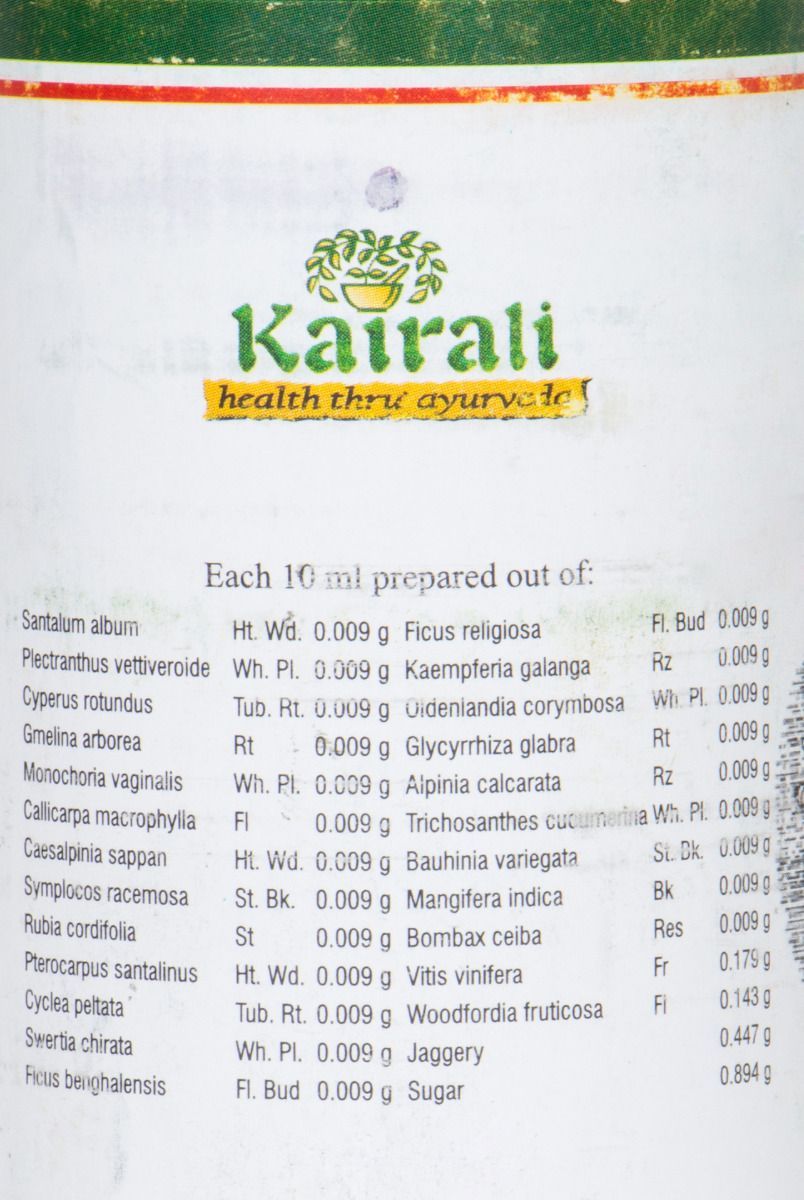 Kairali
health thru' ayurveda
Each 10 ml prepared out of:
Santalum album Ht. Wd. 0.009 g Ficus religiosa Fl. Bud 0.009 g
Plectranthus vettiveroide Wh. Pl. 0.009 g Kaempferia galanga Rz 0.009 g
Cyperus rotundus Tub. Rt. 0.009 g Oldenlandia corymbosa Wh. Pl. 0.009 g
Gmelina arborea Rt 0.009 g Glycyrrhiza glabra Rt 0.009 g
Monochoria vaginalis Wh. Pl. 0.009 g Alpinia calcarata Rz 0.009 g
Callicarpa macrophylla Fl 0.009 g Trichosanthes cucumerina Wh. Pl. 0.009 g
Caesalpinia sappan Ht. Wd. 0.009 g Bauhinia variegata St. Bk. 0.009 g
Symplocos racemosa St. Bk. 0.009 g Mangifera indica Bk 0.009 g
Rubia cordifolia St 0.009 g Bombax ceiba Res 0.009 g
Pterocarpus santalinus Ht. Wd. 0.009 g Vitis vinifera Fr 0.179 g
Cyclea peltata Tub. Rt. 0.009 g Woodfordia fruticosa Fl 0.143 g
Swertia chirata Wh. Pl. 0.009 g Jaggery 0.447 g
Ficus benghalensis Fl. Bud 0.009 g Sugar 0.894 g